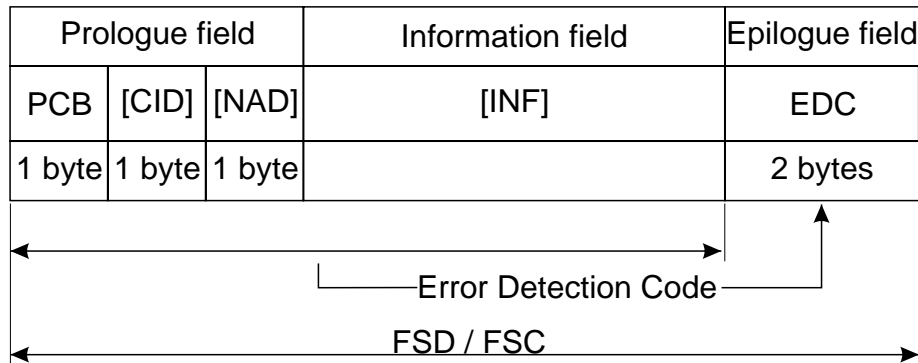 Prologue field Information field Epilogue field
PCB [CID] [NAD] [INF] EDC
1 byte 1 byte 1 byte 2 bytes
Error Detection Code
FSD / FSC